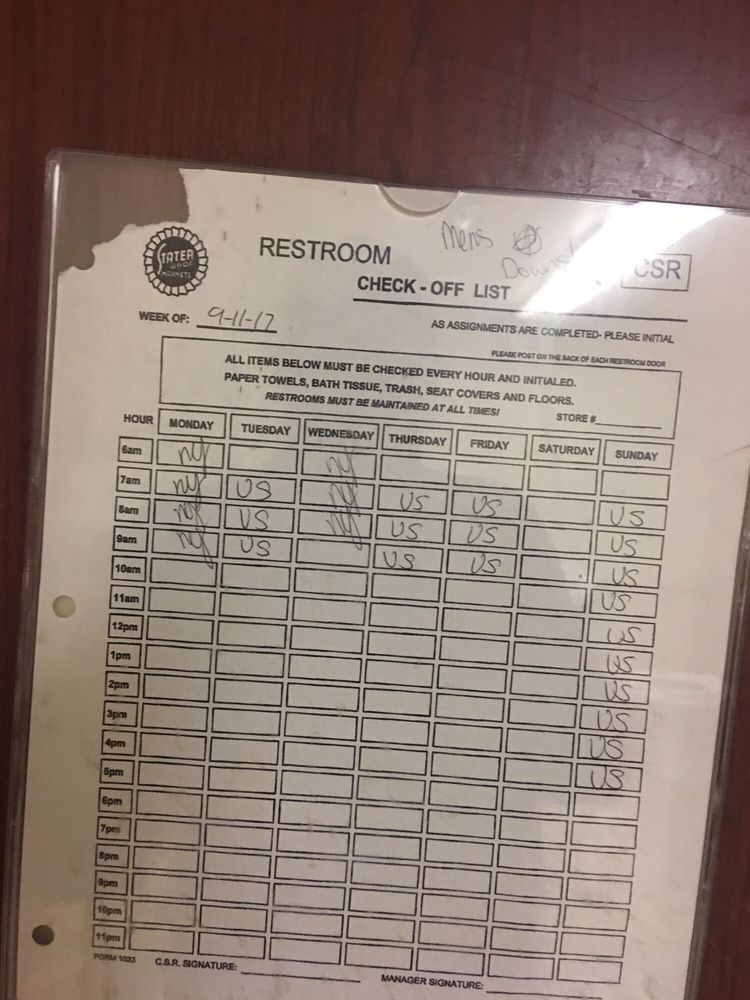 Mens
STATER
BROS
MARKETS
RESTROOM
CSR
CHECK - OFF LIST
WEEK OF: 9-11-17
AS ASSIGNMENTS ARE COMPLETED- PLEASE INITIAL
PLEASE POST ON THE BACK OF EACH RESTROOM DOOR
ALL ITEMS BELOW MUST BE CHECKED EVERY HOUR AND INITIALED.
PAPER TOWELS, BATH TISSUE, TRASH, SEAT COVERS AND FLOORS.
RESTROOMS MUST BE MAINTAINED AT ALL TIMES!
STORE #
HOUR MONDAY TUESDAY WEDNESDAY THURSDAY FRIDAY SATURDAY SUNDAY
6am
7am US US US US
8am US US US US
9am US US US US
10am US
11am US
12pm US
1pm US
2pm US
3pm US
4pm US
5pm
6pm
7pm
8pm
9pm
10pm
11pm
FORM 1023 C.S.R. SIGNATURE:
MANAGER SIGNATURE: